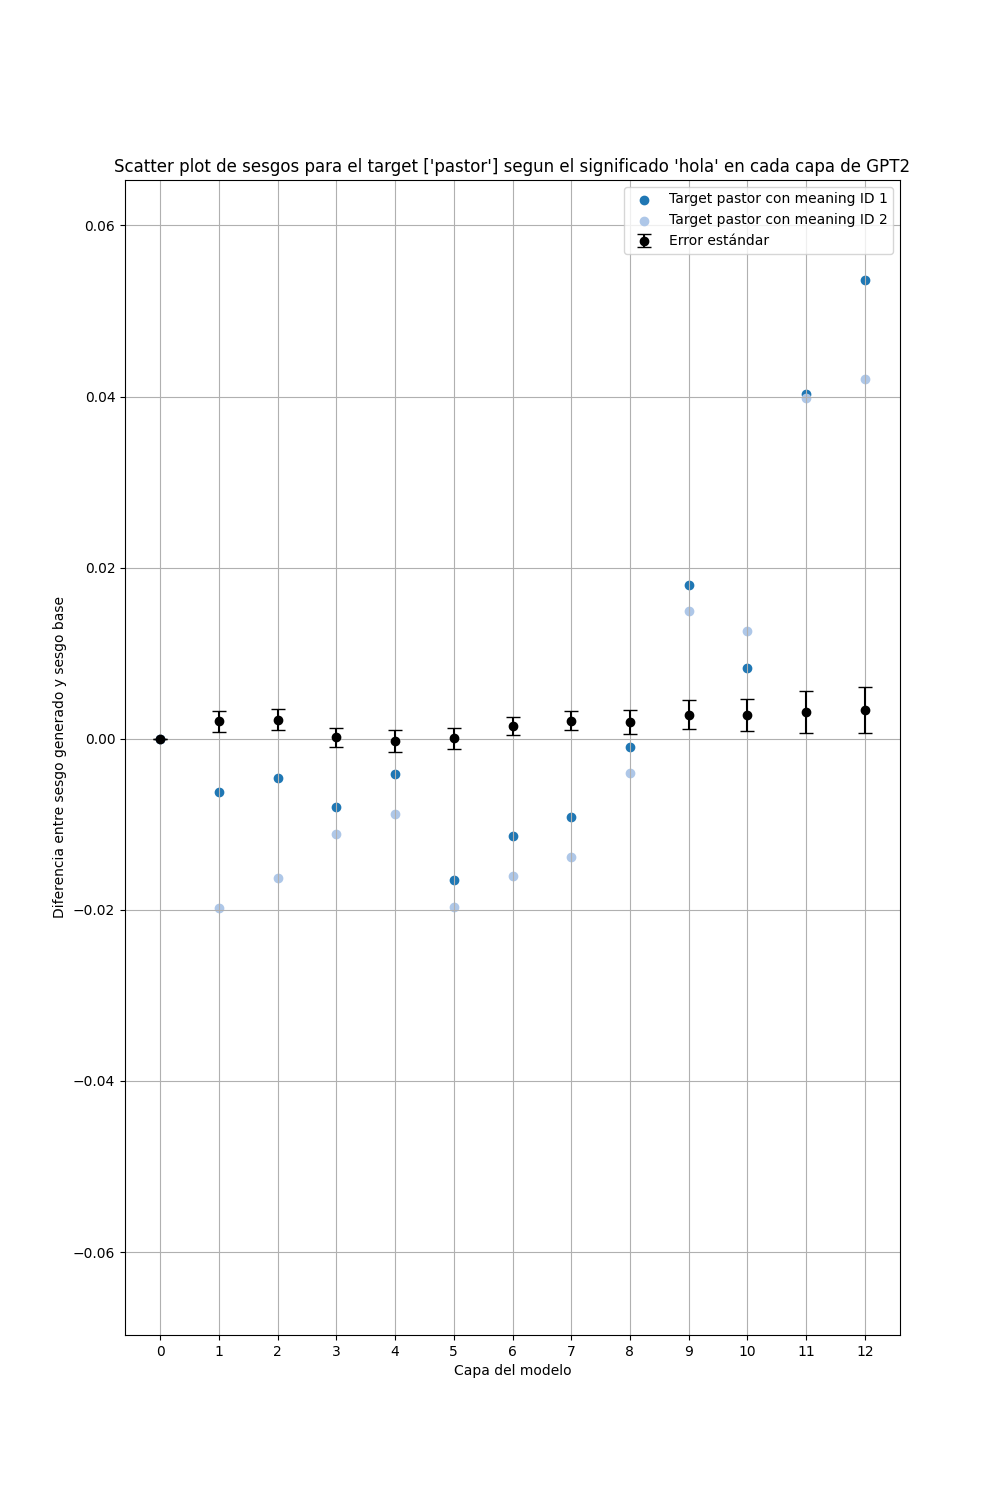 Scatter plot de sesgos para el target ['pastor'] segun el significado 'hola' en cada capa de GPT2
Target pastor con meaning ID 1
Target pastor con meaning ID 2
Error estándar
0.06
0.04
0.02
0.00
−0.02
−0.04
−0.06
Diferencia entre sesgo generado y sesgo base
0 1 2 3 4 5 6 7 8 9 10 11 12
Capa del modelo